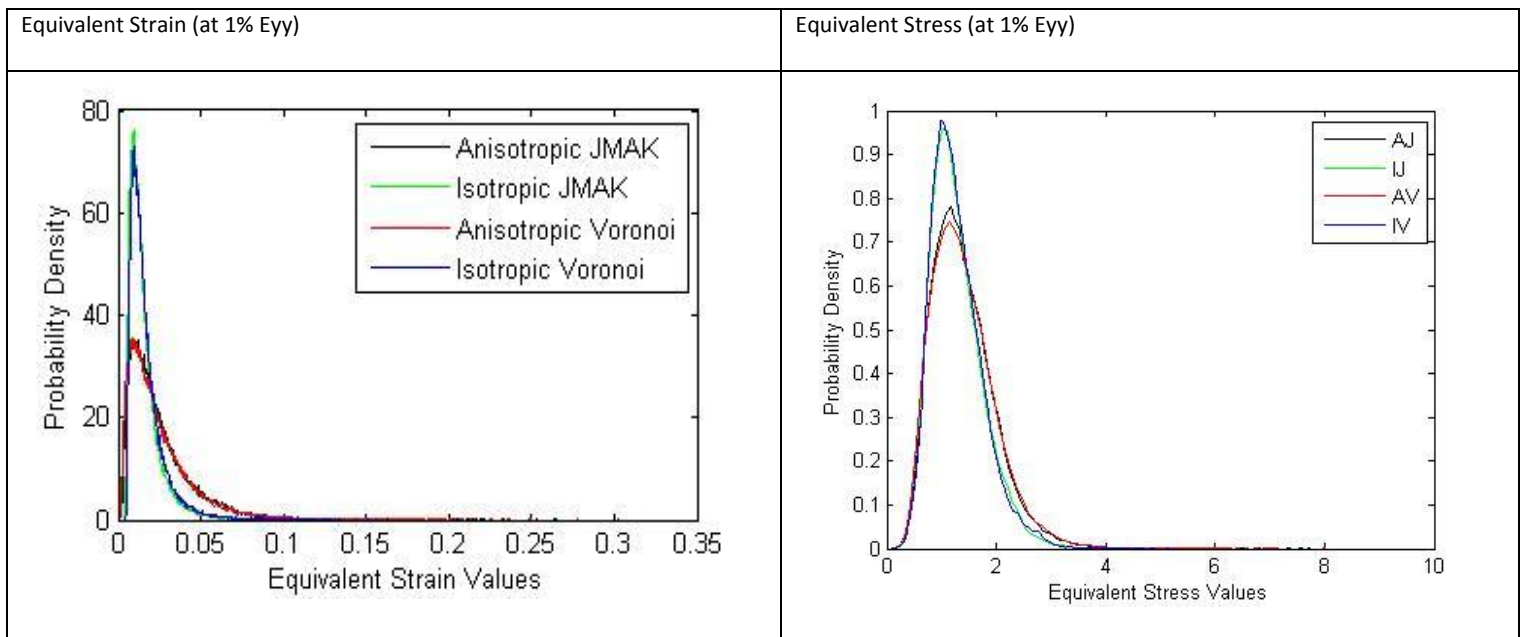 Equivalent Strain (at 1% Eyy)
Equivalent Stress (at 1% Eyy)
80
60
40
20
0
Probability Density
Anisotropic JMAK
Isotropic JMAK
Anisotropic Voronoi
Isotropic Voronoi
0 0.05 0.1 0.15 0.2 0.25 0.3 0.35
Equivalent Strain Values
1
0.9
0.8
0.7
0.6
0.5
0.4
0.3
0.2
0.1
0
Probability Density
AJ
IJ
AV
IV
0 2 4 6 8 10
Equivalent Stress Values